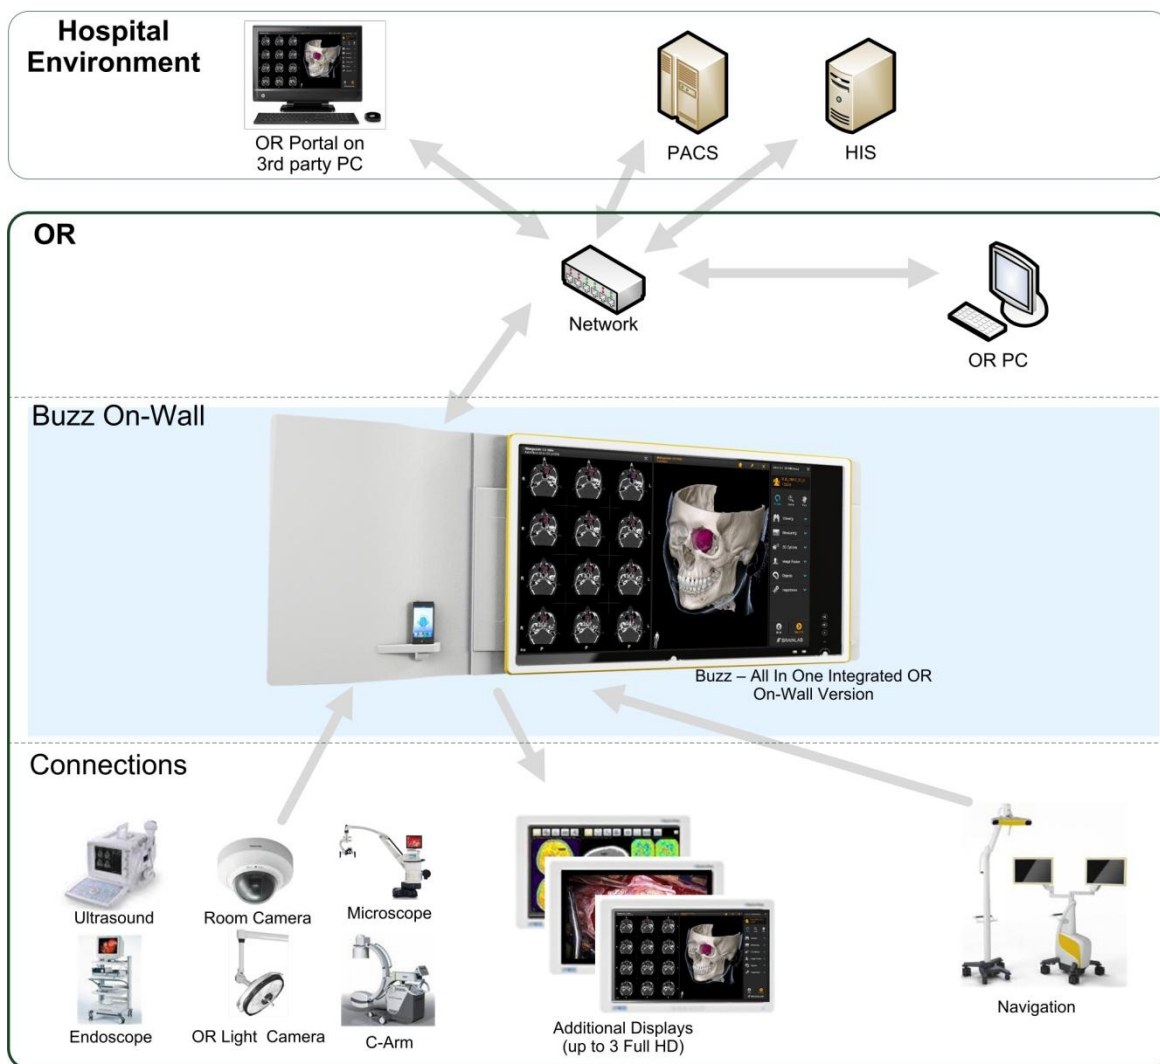 Hospital
Environment
OR Portal on
3rd party PC
PACS
HIS
OR
Network
OR PC
Buzz On-Wall
BRAINLAB
Buzz – All In One Integrated OR
On-Wall Version
Connections
Ultrasound
Room Camera
Microscope
Endoscope
OR Light  Camera
C-Arm
Additional Displays
(up to 3 Full HD)
Navigation